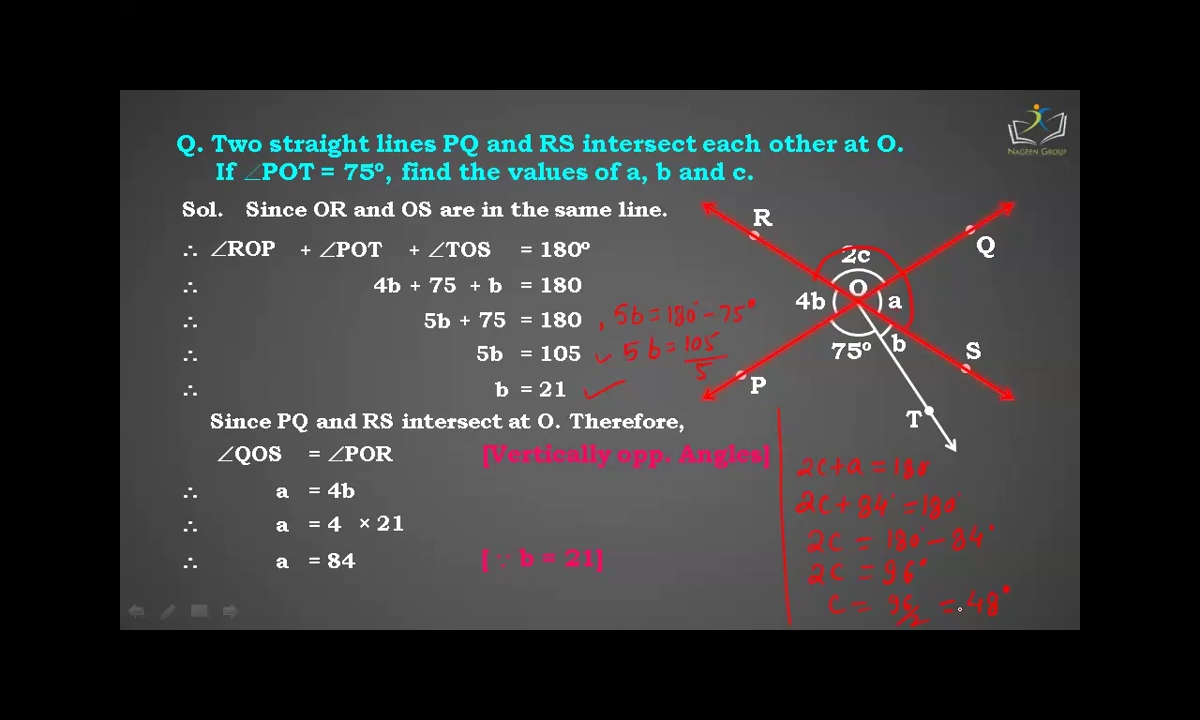 NAGEEN GROUP
Q. Two straight lines PQ and RS intersect each other at O.
If ∠POT = 75º, find the values of a, b and c.
Sol. Since OR and OS are in the same line.
∴ ∠ROP + ∠POT + ∠TOS = 180º
∴ 4b + 75 + b = 180
∴ 5b + 75 = 180 , 5b = 180° - 75°
∴ 5b = 105 5b = 105/5
∴ b = 21
Since PQ and RS intersect at O. Therefore,
∠QOS = ∠POR [Vertically opp. Angles]
∴ a = 4b
∴ a = 4 × 21
∴ a = 84 [∵ b = 21]
R
Q
2c
O
4b
a
75º
b
S
P
T
2c + a = 180
2c + 84° = 180°
2c = 180° - 84°
2c = 96°
c = 96/2 = 48°